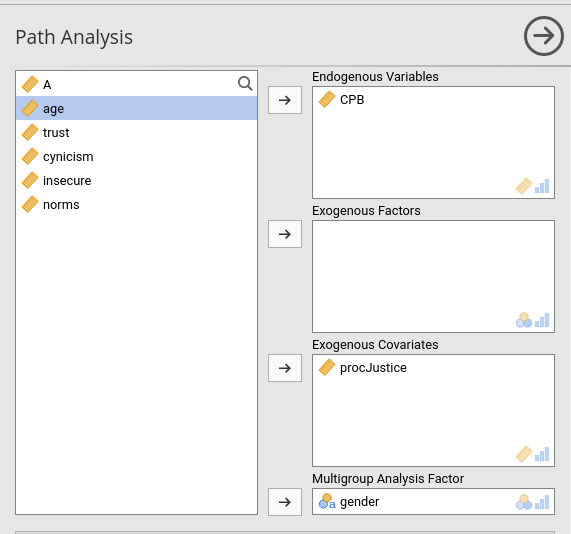 Path Analysis
A
age
trust
cynicism
insecure
norms
Endogenous Variables
CPB
Exogenous Factors
Exogenous Covariates
procJustice
Multigroup Analysis Factor
a gender